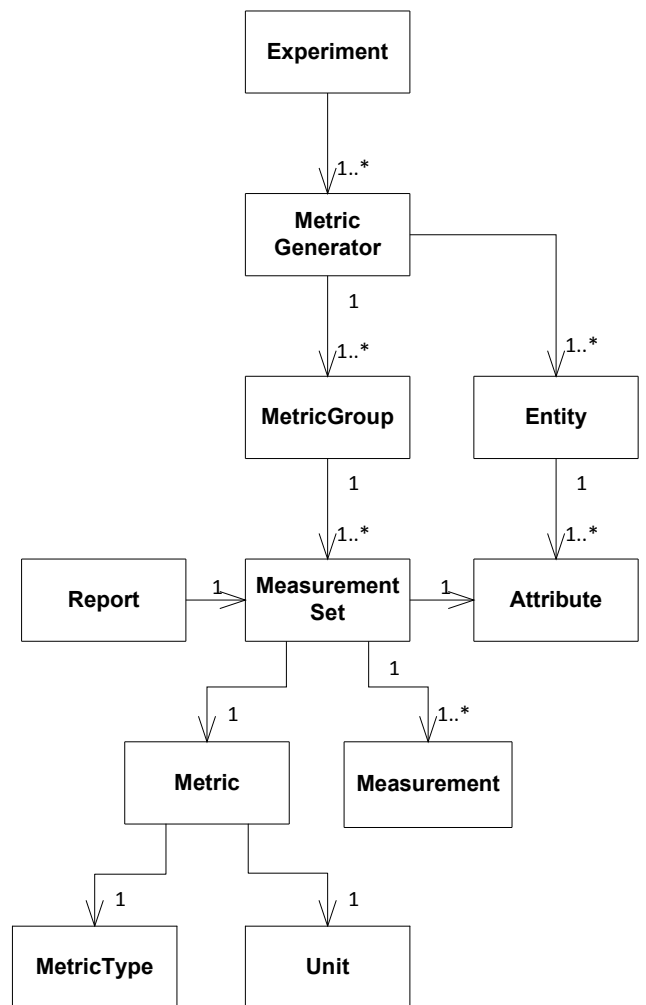 Experiment
1..*
Metric
Generator
1
1..*
1..*
MetricGroup
Entity
1
1
1..*
1..*
Report
1
Measurement
Set
1
Attribute
1
1
1..*
Metric
Measurement
1
1
MetricType
Unit